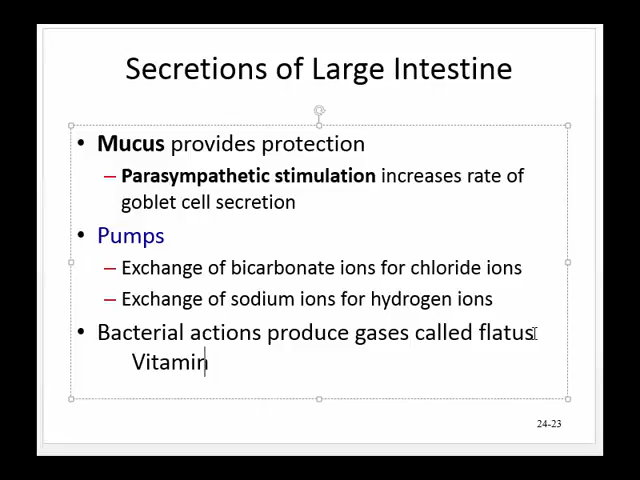 Secretions of Large Intestine
• Mucus provides protection
– Parasympathetic stimulation increases rate of
goblet cell secretion
• Pumps
– Exchange of bicarbonate ions for chloride ions
– Exchange of sodium ions for hydrogen ions
• Bacterial actions produce gases called flatus
Vitamin
24-23